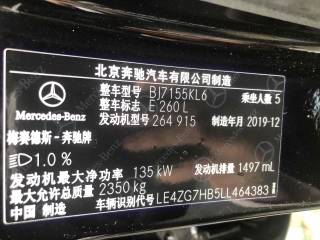 北京奔驰汽车有限公司制造
整车型号 BJ7155KL6 乘坐人数 5
整车标志 E 260 L
发动机型号 264 915 制造年月 2019-12
Mercedes-Benz
梅赛德斯-奔驰牌
1.0 %
发动机最大净功率 135 kW 发动机排量 1497 mL
最大允许总质量 2350 kg
中国 制造 车辆识别代号 LE4ZG7HB5LL464383